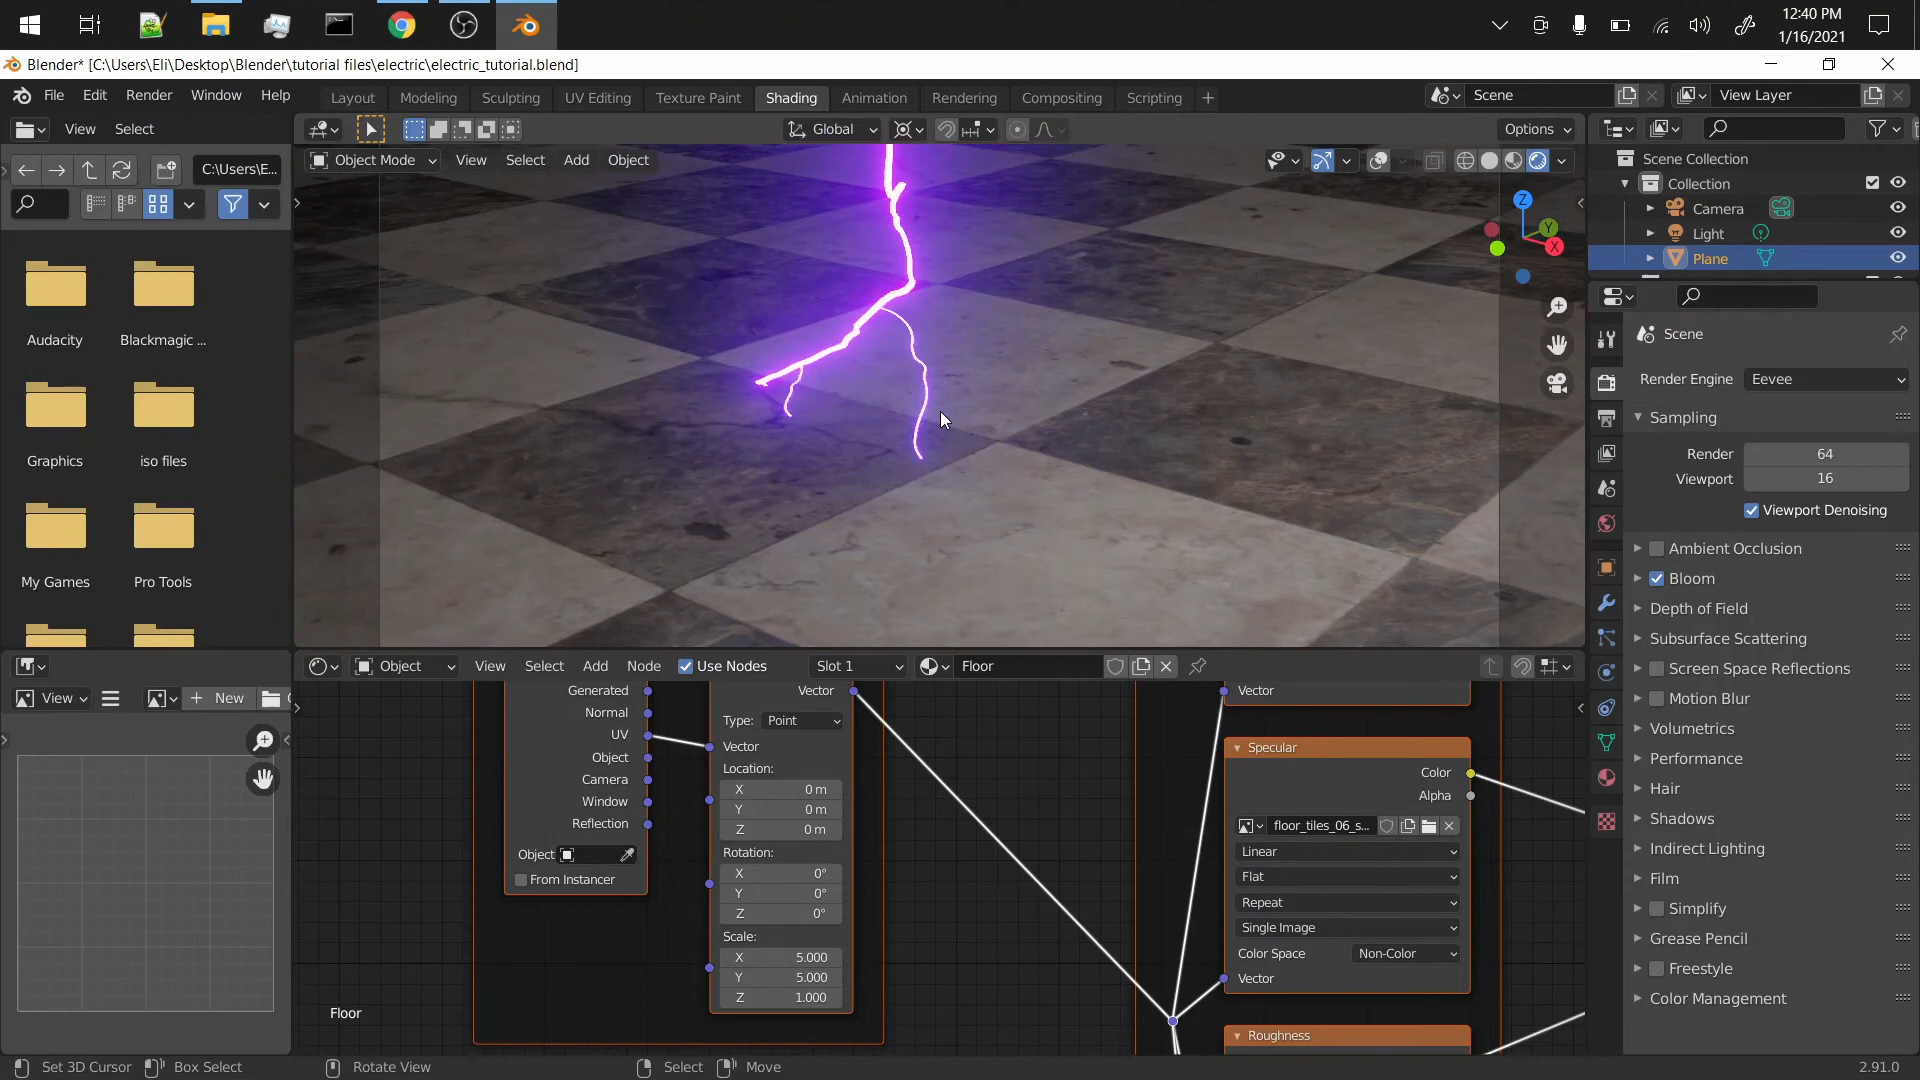 12:40 PM
1/16/2021
Blender* [C:\Users\Eli\Desktop\Blender\tutorial files\electric\electric_tutorial.blend]
File Edit Render Window Help
Layout Modeling Sculpting UV Editing Texture Paint Shading Animation Rendering Compositing Scripting +
Scene
View Layer
View Select
Global
Options
C:\Users\E...
Object Mode View Select Add Object
Scene Collection
Collection
Camera
Light
Plane
Z
Y
X
Audacity
Blackmagic ...
Graphics
iso files
My Games
Pro Tools
Scene
Render Engine Eevee
Sampling
Render 64
Viewport 16
Viewport Denoising
Ambient Occlusion
Bloom
Depth of Field
Subsurface Scattering
Screen Space Reflections
Motion Blur
Volumetrics
Performance
Hair
Shadows
Indirect Lighting
Film
Simplify
Grease Pencil
Freestyle
Color Management
View
+ New
Object View Select Add Node Use Nodes Slot 1 Floor
Generated
Normal
UV
Object
Camera
Window
Reflection
Object
From Instancer
Vector
Type: Point
Vector
Location:
X 0 m
Y 0 m
Z 0 m
Rotation:
X 0°
Y 0°
Z 0°
Scale:
X 5.000
Y 5.000
Z 1.000
Vector
Specular
Color
Alpha
floor_tiles_06_s...
Linear
Flat
Repeat
Single Image
Color Space Non-Color
Vector
Roughness
Floor
Set 3D Cursor Box Select Rotate View Select Move
2.91.0